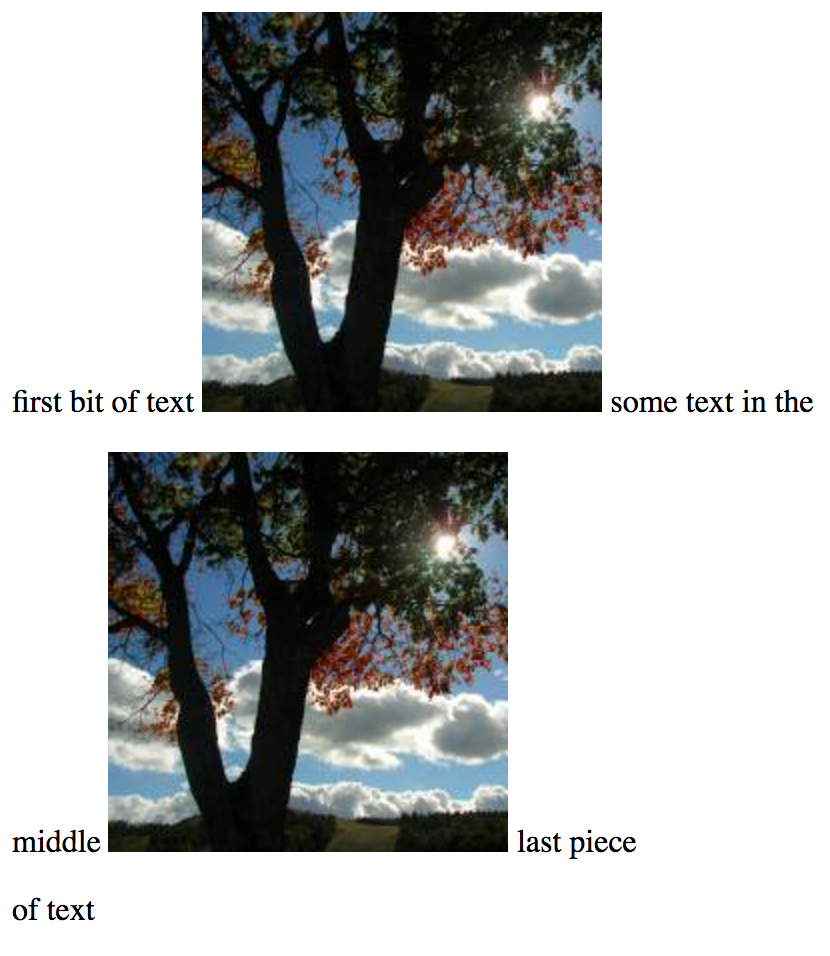 first bit of text some text in the
middle last piece
of text